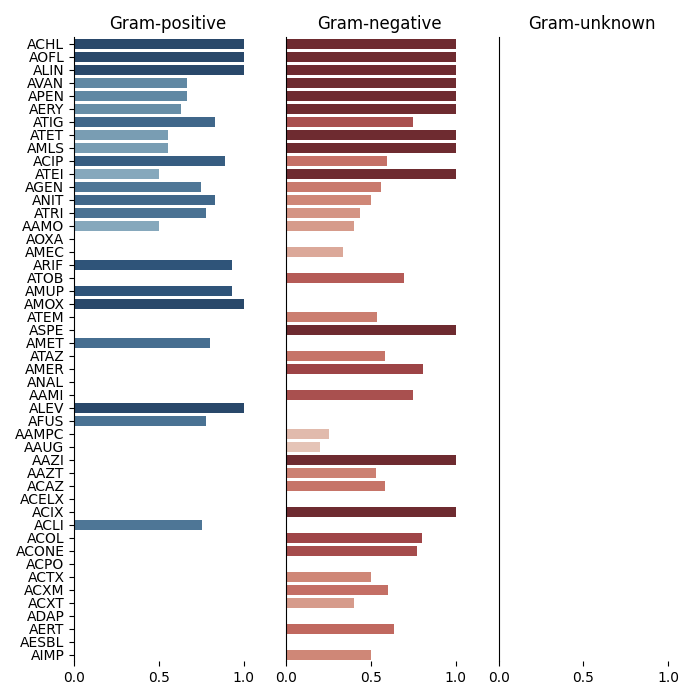 Gram-positive Gram-negative Gram-unknown
ACHL
AOFL
ALIN
AVAN
APEN
AERY
ATIG
ATET
AMLS
ACIP
ATEI
AGEN
ANIT
ATRI
AAMO
AOXA
AMEC
ARIF
ATOB
AMUP
AMOX
ATEM
ASPE
AMET
ATAZ
AMER
ANAL
AAMI
ALEV
AFUS
AAMPC
AAUG
AAZI
AAZT
ACAZ
ACELX
ACIX
ACLI
ACOL
ACONE
ACPO
ACTX
ACXM
ACXT
ADAP
AERT
AESBL
AIMP
0.0 0.5 1.0 0.0 0.5 1.0 0.0 0.5 1.0